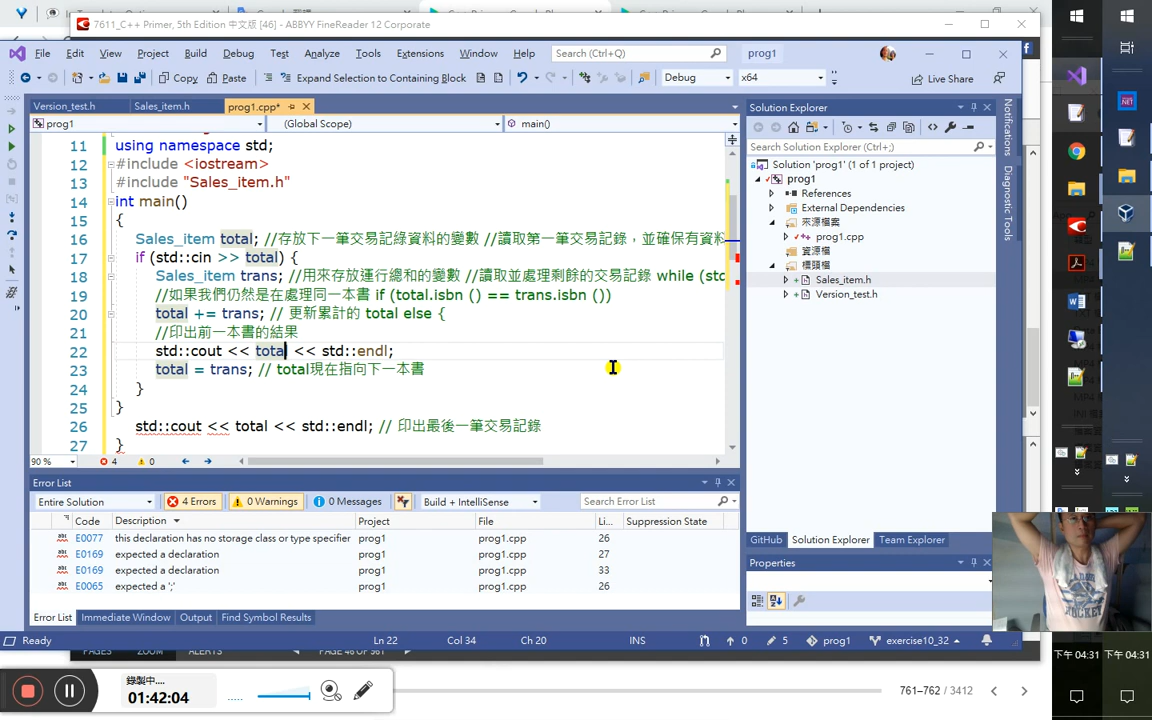 7611_C++ Primer, 5th Edition 中文版 [46] - ABBYY FineReader 12 Corporate
File Edit View Project Build Debug Test Analyze Tools Extensions Window Help Search (Ctrl+Q) prog1
Copy Paste Expand Selection to Containing Block Debug x64 Live Share
Version_test.h Sales_item.h prog1.cpp*
prog1 (Global Scope) main()
11 using namespace std;
12 #include <iostream>
13 #include "Sales_item.h"
14 int main()
15 {
16 Sales_item total; //存放下一筆交易記錄資料的變數 //讀取第一筆交易記錄，並確保有資料
17 if (std::cin >> total) {
18 Sales_item trans; //用來存放運行總和的變數 //讀取並處理剩餘的交易記錄 while (std
19 //如果我們仍然是在處理同一本書 if (total.isbn () == trans.isbn ())
20 total += trans; // 更新累計的 total else {
21 //印出前一本書的結果
22 std::cout << total << std::endl;
23 total = trans; // total現在指向下一本書
24 }
25 }
26 std::cout << total << std::endl; // 印出最後一筆交易記錄
27 }
90 % 4 0
Solution Explorer
Search Solution Explorer (Ctrl+;)
Solution 'prog1' (1 of 1 project)
prog1
References
External Dependencies
來源檔案
prog1.cpp
資源檔
標頭檔
Sales_item.h
Version_test.h
Notifications
Diagnostic Tools
GitHub Solution Explorer Team Explorer
Properties
Error List
Entire Solution 4 Errors 0 Warnings 0 Messages Build + IntelliSense Search Error List
Code Description Project File Li... Suppression State
E0077 this declaration has no storage class or type specifier prog1 prog1.cpp 26
E0169 expected a declaration prog1 prog1.cpp 27
E0169 expected a declaration prog1 prog1.cpp 33
E0065 expected a ';' prog1 prog1.cpp 26
Error List Immediate Window Output Find Symbol Results
Ready Ln 22 Col 34 Ch 20 INS 0 5 prog1 exercise10_32
PAGES ZOOM ALERTS PAGE 46 OF 961
錄製中....
01:42:04
761–762 / 3412
下午 04:31 下午 04:31